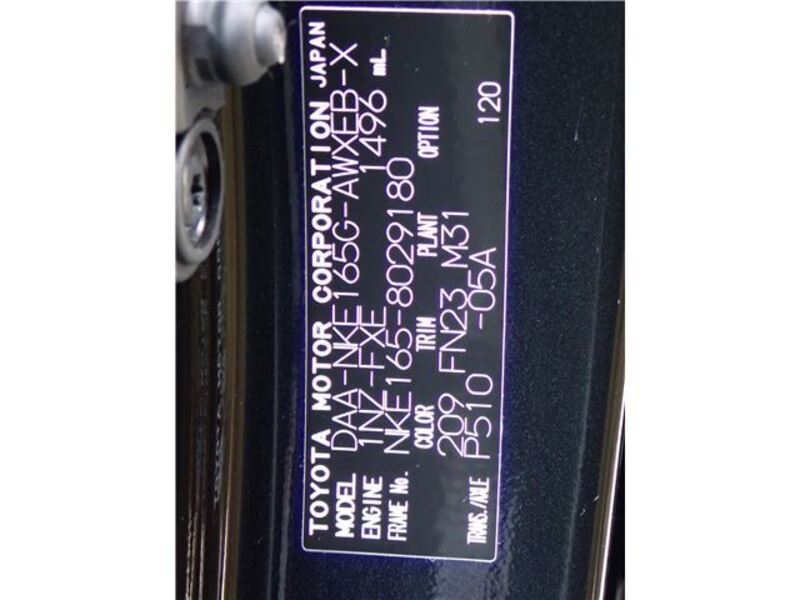 TOYOTA MOTOR CORPORATION JAPAN
MODEL DAA-NKE165G-AWXEB-X
ENGINE 1NZ-FXE 1496 mL
FRAME No. NKE165-8029180
COLOR TRIM PLANT OPTION
209 FN23 M31
TRANS./AXLE P510 -05A 120